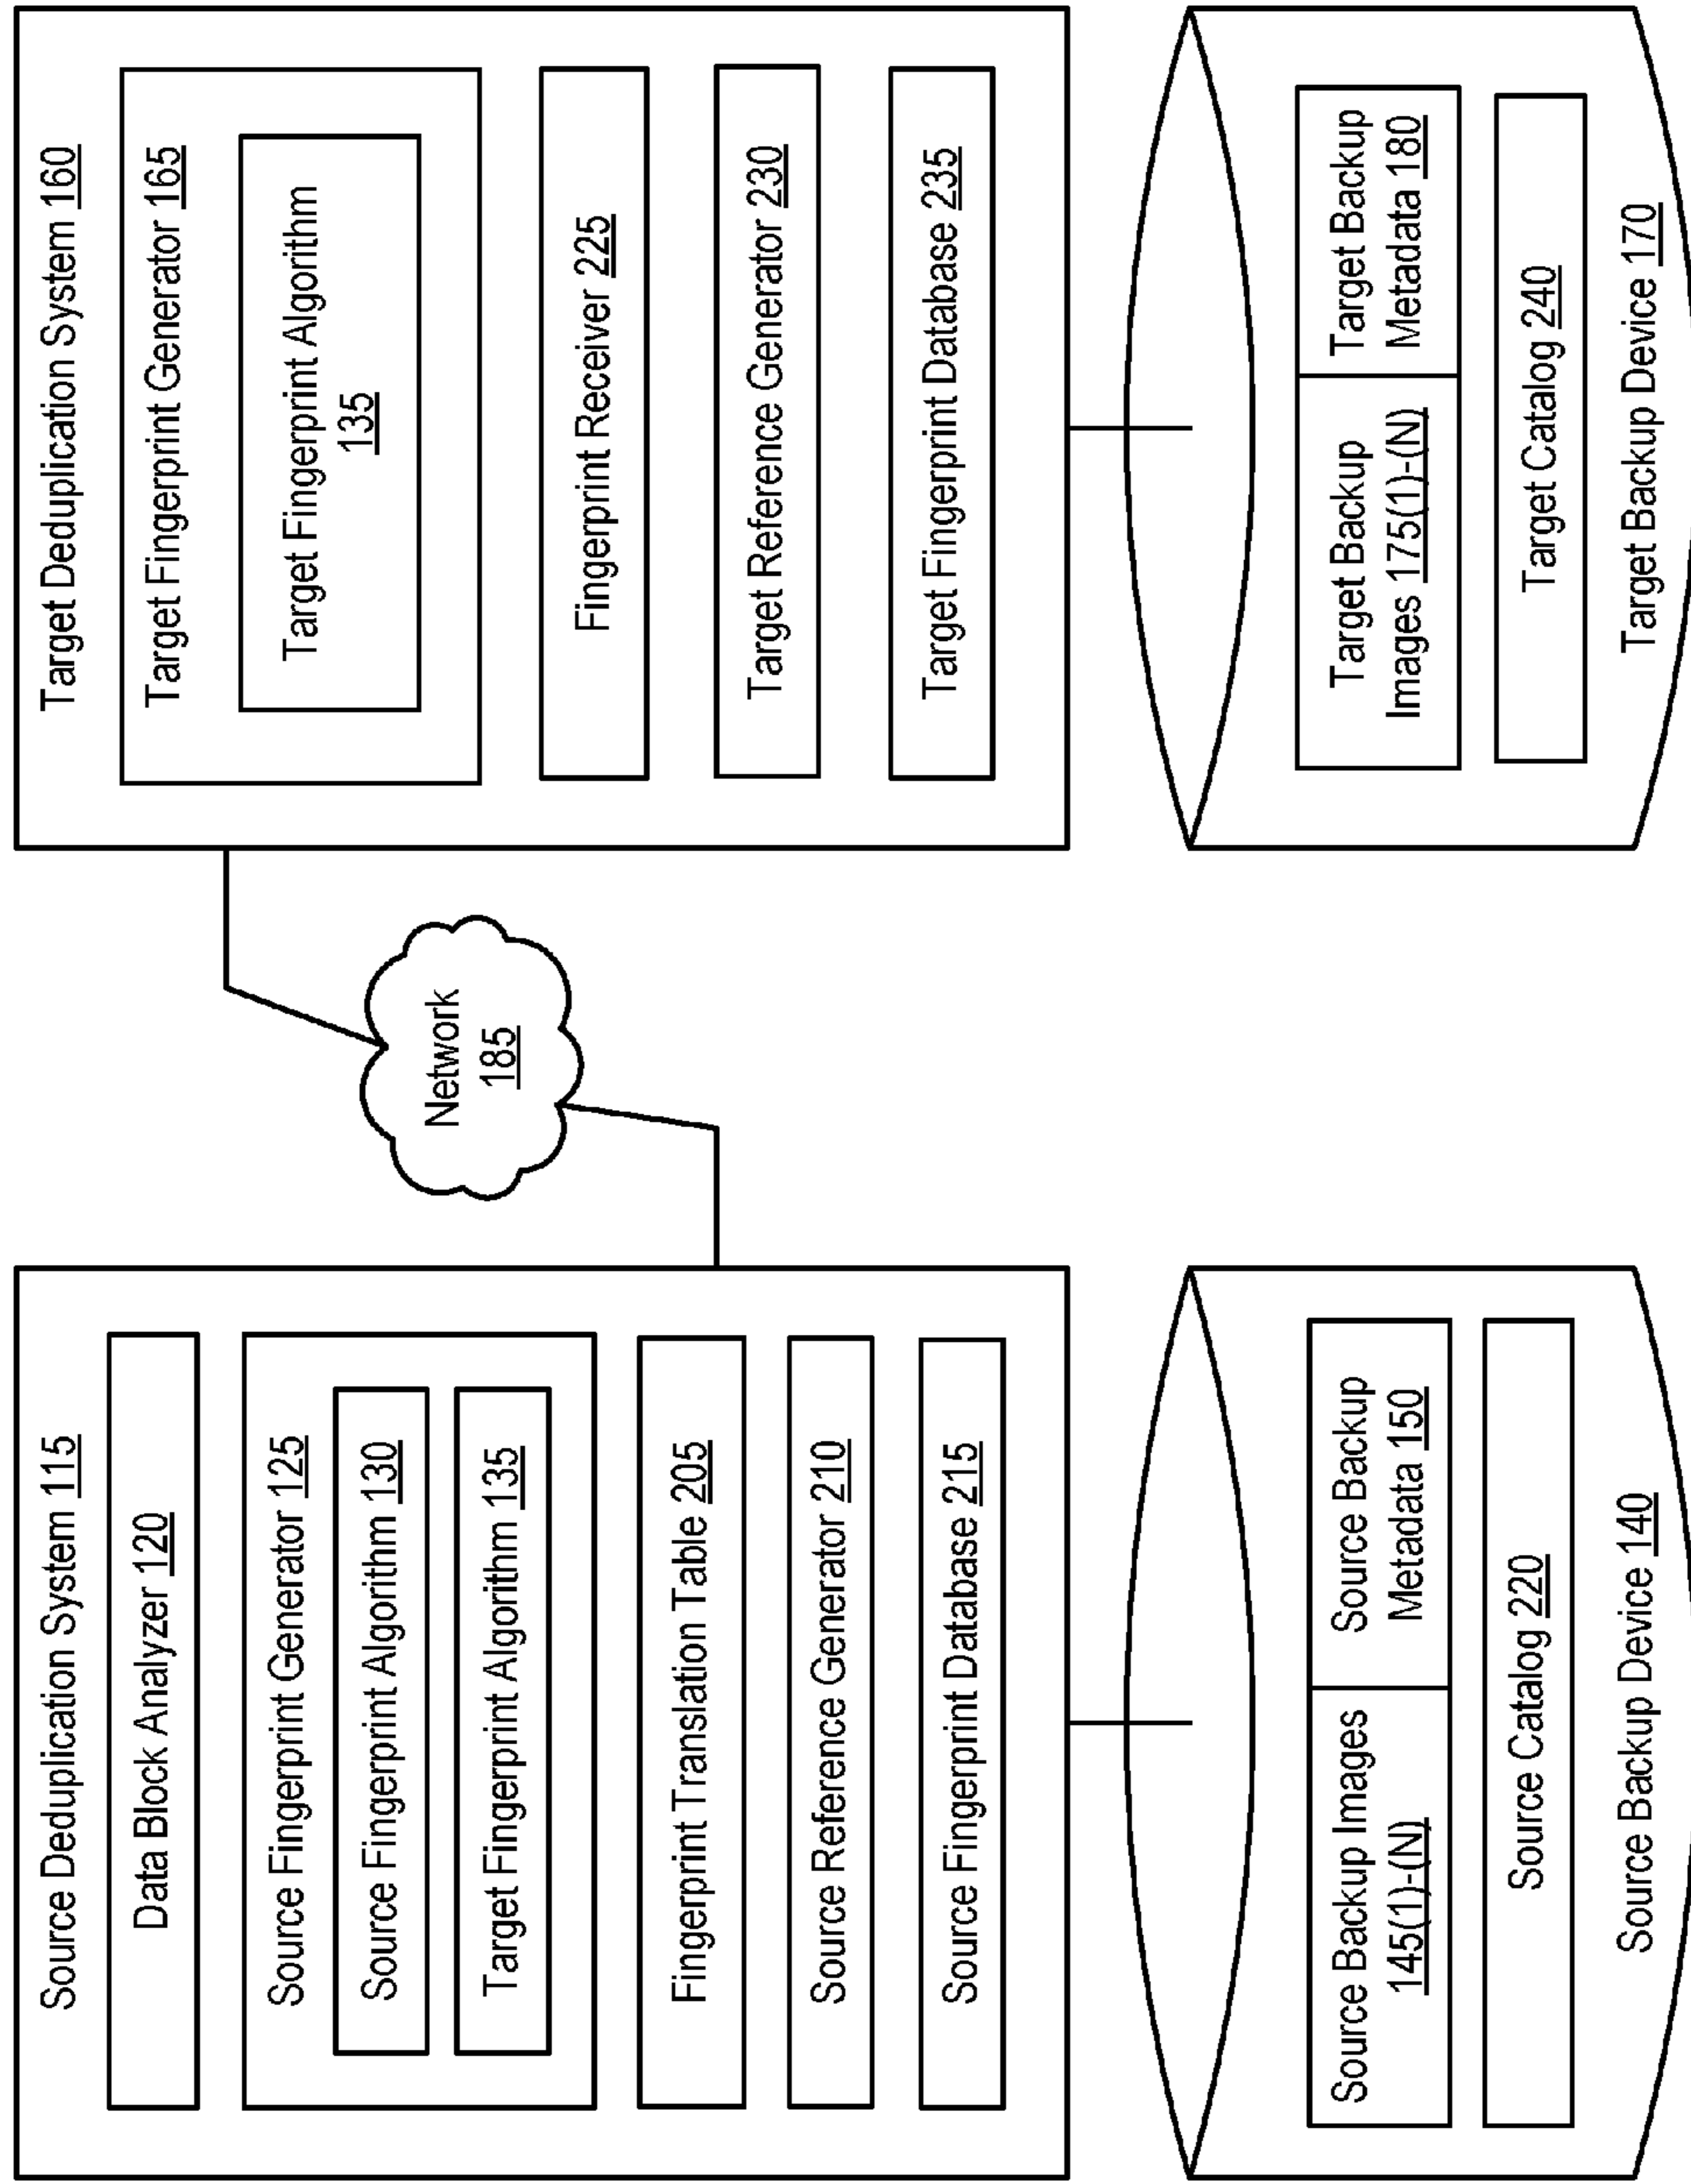 Source Deduplication System 115
Data Block Analyzer 120
Source Fingerprint Generator 125
Source Fingerprint Algorithm 130
Target Fingerprint Algorithm 135
Fingerprint Translation Table 205
Source Reference Generator 210
Source Fingerprint Database 215
Source Backup Images
145(1)-(N)
Source Backup
Metadata 150
Source Catalog 220
Source Backup Device 140
Network
185
Target Deduplication System 160
Target Fingerprint Generator 165
Target Fingerprint Algorithm
135
Fingerprint Receiver 225
Target Reference Generator 230
Target Fingerprint Database 235
Target Backup
Images 175(1)-(N)
Target Backup
Metadata 180
Target Catalog 240
Target Backup Device 170